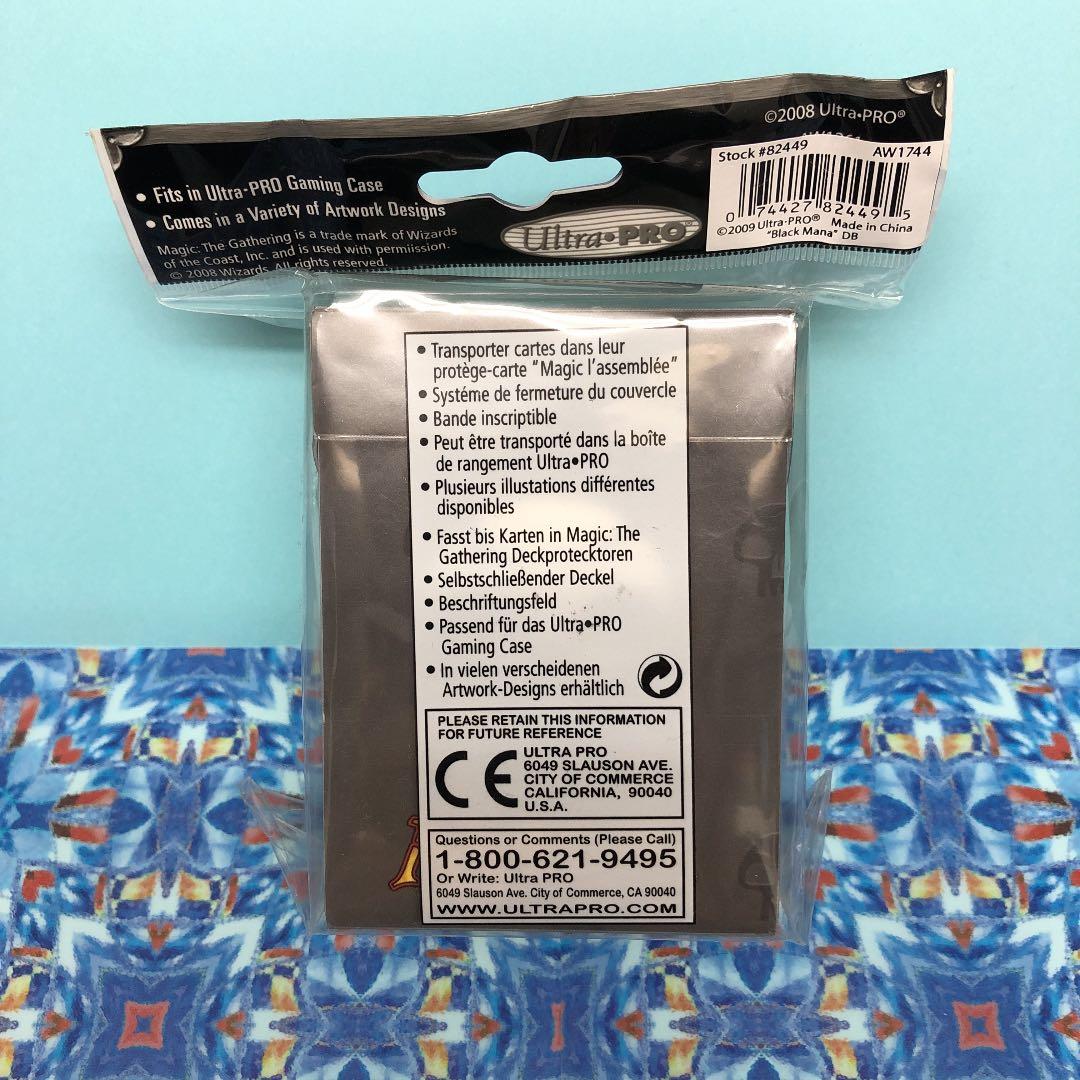 ©2008 Ultra•PRO®
• Fits in Ultra-PRO Gaming Case
• Comes in a Variety of Artwork Designs
Magic: The Gathering is a trade mark of Wizards
of the Coast, Inc. and is used with permiission.
© 2008 Wizards. All rights reserved.
Ultra•PRO™
Stock #82449 AW1744
0 74427 82449 5
©2009 Ultra-PRO® Made in China
"Black Mana" DB
• Transporter cartes dans leur
protège-carte "Magic l'assemblée"
• Systéme de fermeture du couvercle
• Bande inscriptible
• Peut être transporté dans la boîte
de rangement Ultra•PRO
• Plusieurs illustations différentes
disponibles
• Fasst bis Karten in Magic: The
Gathering Deckprotecktoren
• Selbstschließender Deckel
• Beschriftungsfeld
• Passend für das Ultra•PRO
Gaming Case
• In vielen verscheidenen
Artwork-Designs erhältlich
PLEASE RETAIN THIS INFORMATION
FOR FUTURE REFERENCE
CE
ULTRA PRO
6049 SLAUSON AVE.
CITY OF COMMERCE
CALIFORNIA, 90040
U.S.A.
Questions or Comments (Please Call)
1-800-621-9495
Or Write: Ultra PRO
6049 Slauson Ave. City of Commerce, CA 90040
WWW.ULTRAPRO.COM